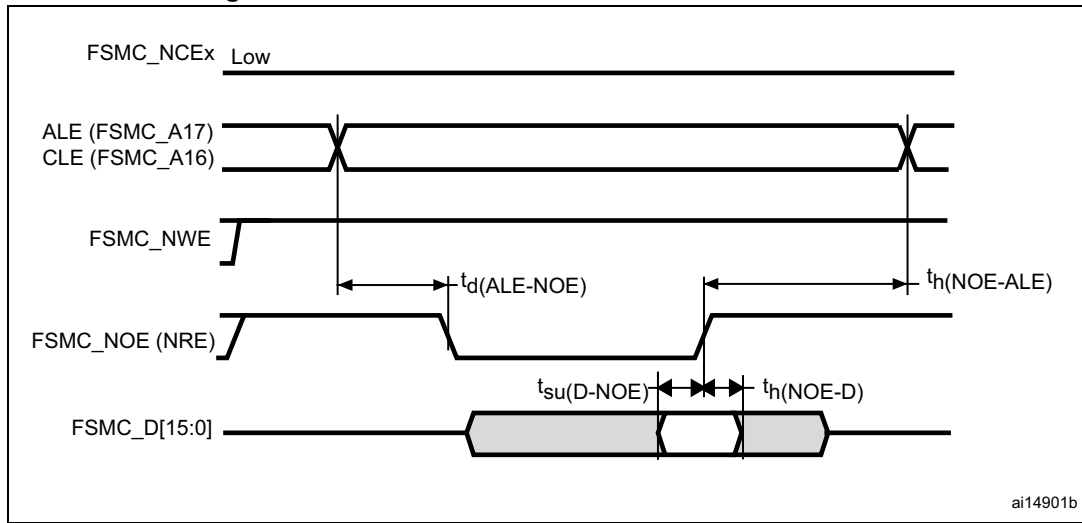 FSMC_NCEx Low
ALE (FSMC_A17)
CLE (FSMC_A16)
FSMC_NWE
td(ALE-NOE)
th(NOE-ALE)
FSMC_NOE (NRE)
tsu(D-NOE)
th(NOE-D)
FSMC_D[15:0]
ai14901b